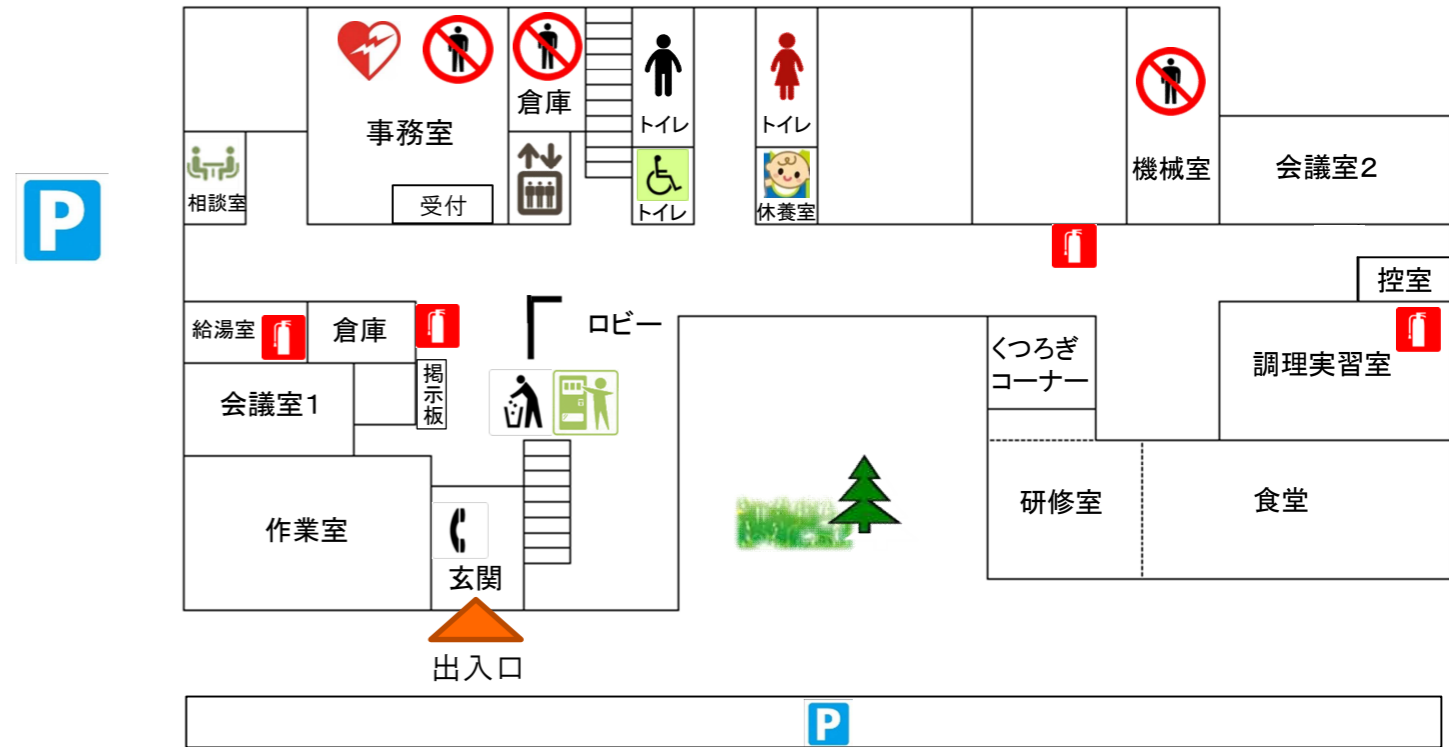 倉庫
事務室
トイレ
トイレ
機械室
会議室2
相談室
受付
トイレ
休養室
P
控室
給湯室
倉庫
ロビー
くつろぎ
コーナー
調理実習室
掲示板
会議室1
作業室
研修室
食堂
玄関
出入口
P